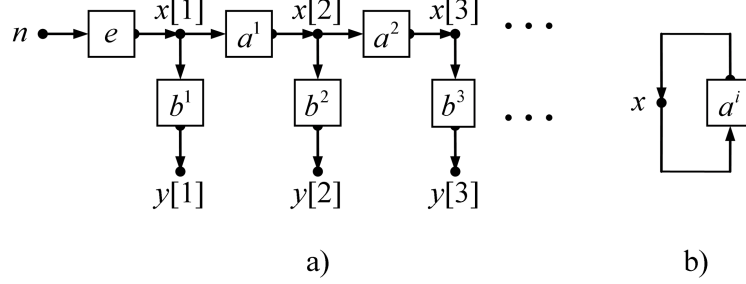 x[1] x[2] x[3]
n e a¹ a² • • •
b¹ b² b³ • • • x aⁱ
y[1] y[2] y[3]
a) b)